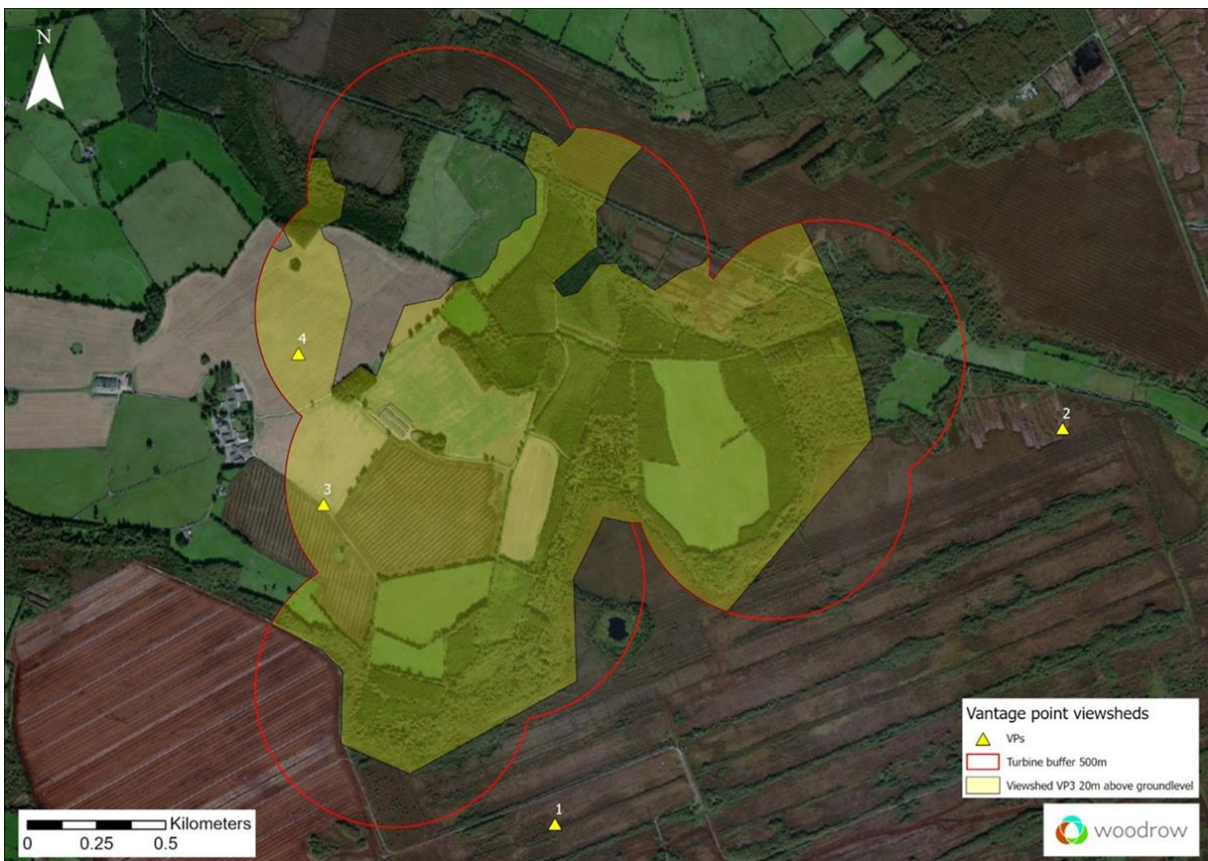 N
4
2
3
1
Vantage point viewsheds
VPs
Turbine buffer 500m
Viewshed VP3 20m above groundlevel
Kilometers
0 0.25 0.5
woodrow